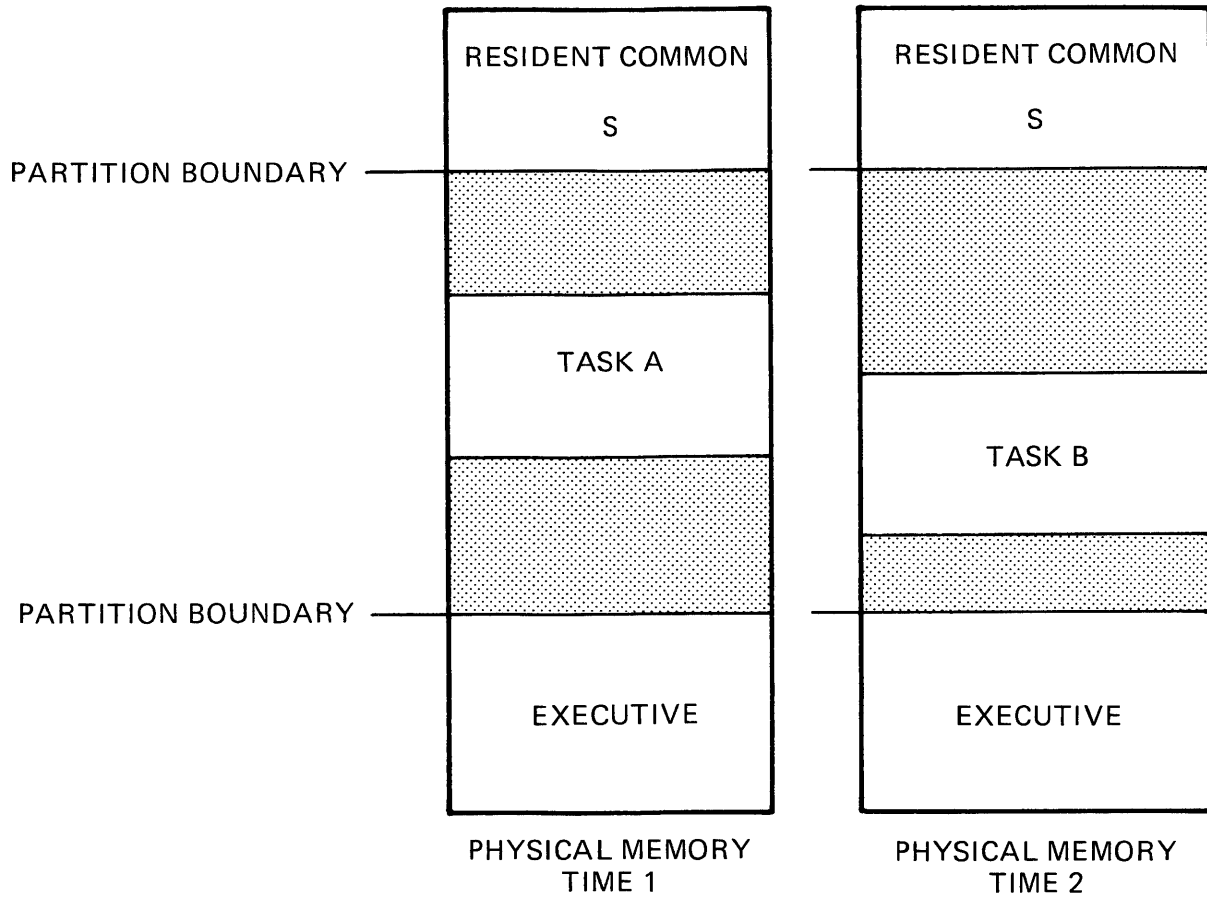 RESIDENT COMMON
S
RESIDENT COMMON
S
PARTITION BOUNDARY
TASK A
TASK B
PARTITION BOUNDARY
EXECUTIVE
EXECUTIVE
PHYSICAL MEMORY
TIME 1
PHYSICAL MEMORY
TIME 2